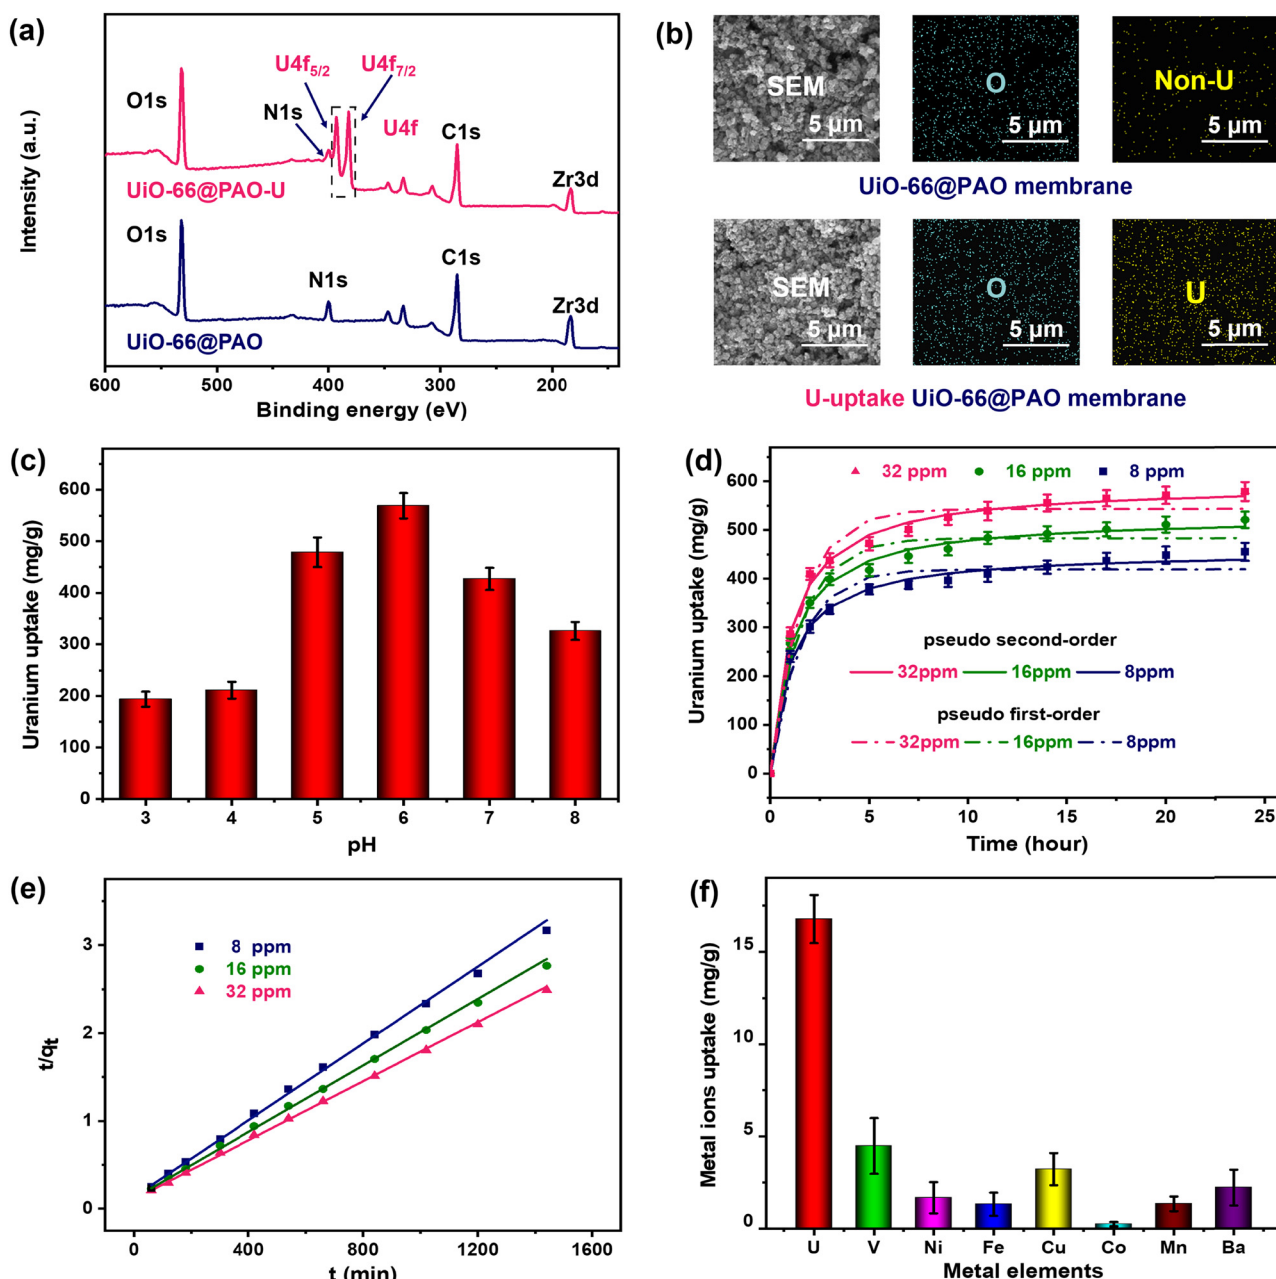 (a)
U4f5/2
U4f7/2
O1s
N1s
U4f
C1s
Zr3d
UiO-66@PAO-U
O1s
N1s
C1s
Zr3d
UiO-66@PAO
Intensity (a.u.)
600 500 400 300 200
Binding energy (eV)
(b)
SEM
5 µm
O
5 µm
Non-U
5 µm
UiO-66@PAO membrane
SEM
5 µm
O
5 µm
U
5 µm
U-uptake UiO-66@PAO membrane
(c)
Uranium uptake (mg/g)
600
500
400
300
200
100
0
3 4 5 6 7 8
pH
(d)
Uranium uptake (mg/g)
600
500
400
300
200
100
0
32 ppm 16 ppm 8 ppm
pseudo second-order
32ppm 16ppm 8ppm
pseudo first-order
32ppm 16ppm 8ppm
0 5 10 15 20 25
Time (hour)
(e)
t/qt
3
2
1
0
8 ppm
16 ppm
32 ppm
0 400 800 1200 1600
t (min)
(f)
Metal ions uptake (mg/g)
15
10
5
0
U V Ni Fe Cu Co Mn Ba
Metal elements